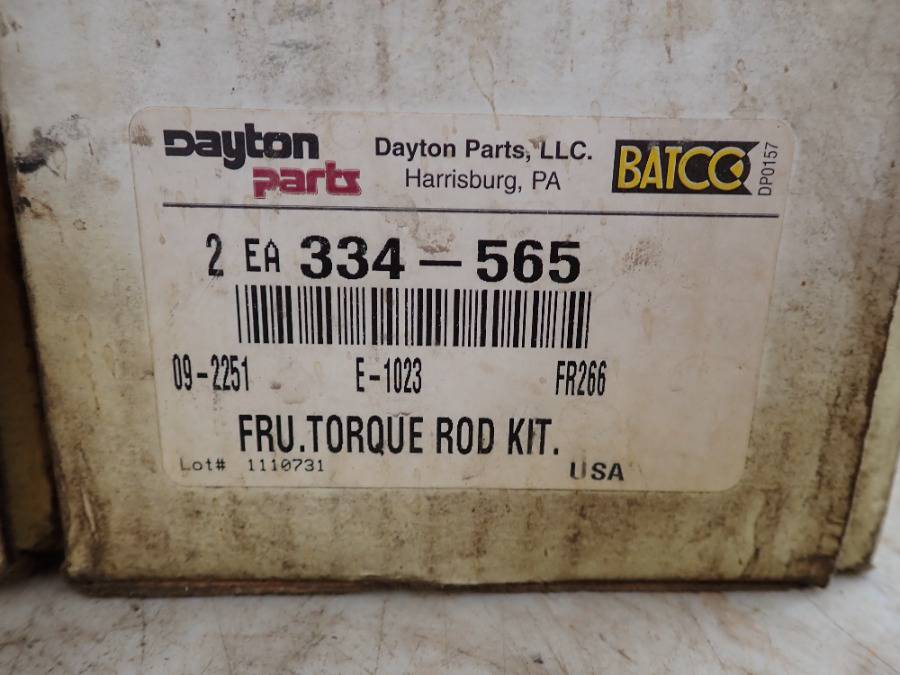 Dayton parts
Dayton Parts, LLC.
Harrisburg, PA
BATCO
DP0157
2 EA 334-565
09-2251 E-1023 FR266
FRU.TORQUE ROD KIT.
Lot# 1110731 USA